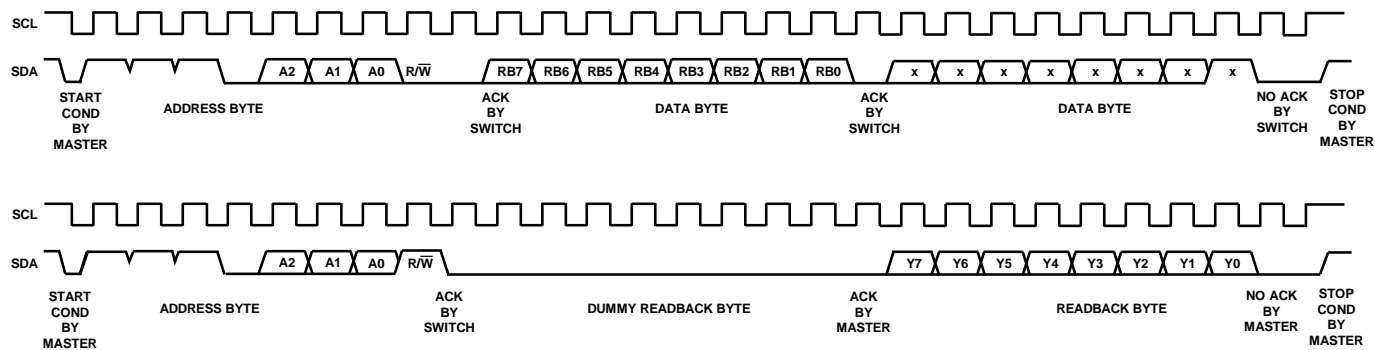 SCL
SDA
A2 A1 A0 R/W̅ RB7 RB6 RB5 RB4 RB3 RB2 RB1 RB0 x x x x x x x x
START
COND
BY
MASTER
ADDRESS BYTE
ACK
BY
SWITCH
DATA BYTE
ACK
BY
SWITCH
DATA BYTE
NO ACK
BY
SWITCH
STOP
COND
BY
MASTER
SCL
SDA
A2 A1 A0 R/W̅ Y7 Y6 Y5 Y4 Y3 Y2 Y1 Y0
START
COND
BY
MASTER
ADDRESS BYTE
ACK
BY
SWITCH
DUMMY READBACK BYTE
ACK
BY
MASTER
READBACK BYTE
NO ACK
BY
MASTER
STOP
COND
BY
MASTER